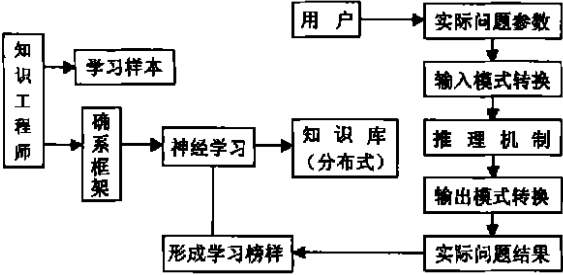 用 户
实际问题参数
知识工程师
学习样本
输入模式转换
确系框架
神经学习
知 识 库
(分布式)
推 理 机 制
输出模式转换
形成学习榜样
实际问题结果